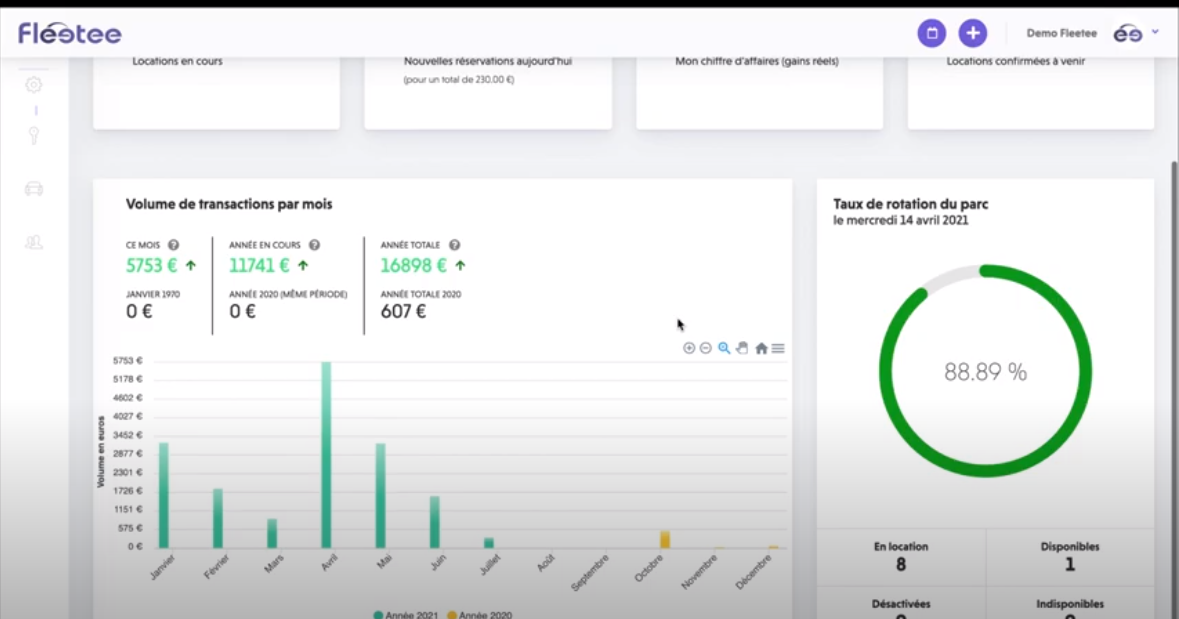 Fleetee
Demo Fleetee
Locations en cours
Nouvelles réservations aujourd'hui
(pour un total de 230.00 €)
Mon chiffre d'affaires (gains réels)
Locations confirmées à venir
Volume de transactions par mois
CE MOIS
5753 €
JANVIER 1970
0 €
ANNÉE EN COURS
11741 €
ANNÉE 2020 (MÊME PÉRIODE)
0 €
ANNÉE TOTALE
16898 €
ANNÉE TOTALE 2020
607 €
Volume en euros
5753 €
5178 €
4602 €
4027 €
3452 €
2877 €
2301 €
1726 €
1151 €
575 €
0 €
Janvier
Février
Mars
Avril
Mai
Juin
Juillet
Août
Septembre
Octobre
Novembre
Décembre
Année 2021
Année 2020
Taux de rotation du parc
le mercredi 14 avril 2021
88.89 %
En location
8
Disponibles
1
Désactivées
Indisponibles